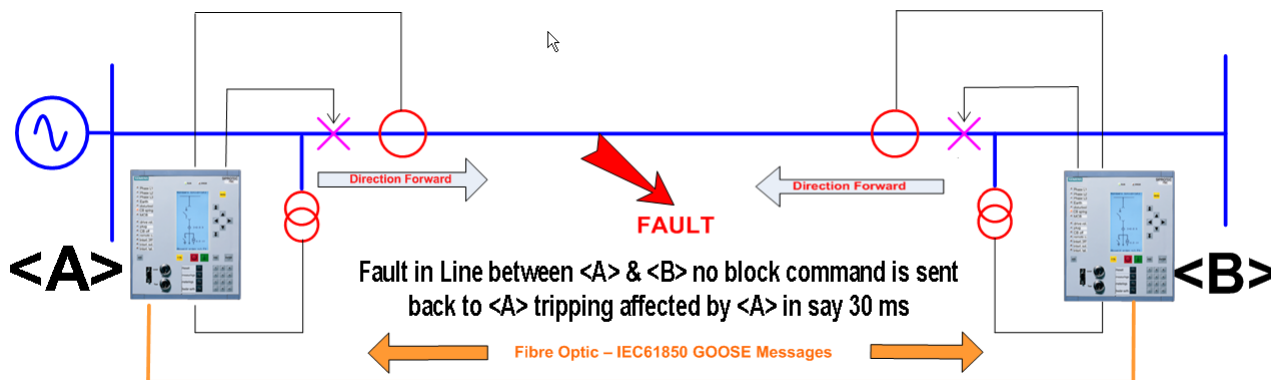 Direction Forward
Direction Forward
FAULT
<A>
<B>
Fault in Line between <A> & <B> no block command is sent
back to <A> tripping affected by <A> in say 30 ms
Fibre Optic – IEC61850 GOOSE Messages